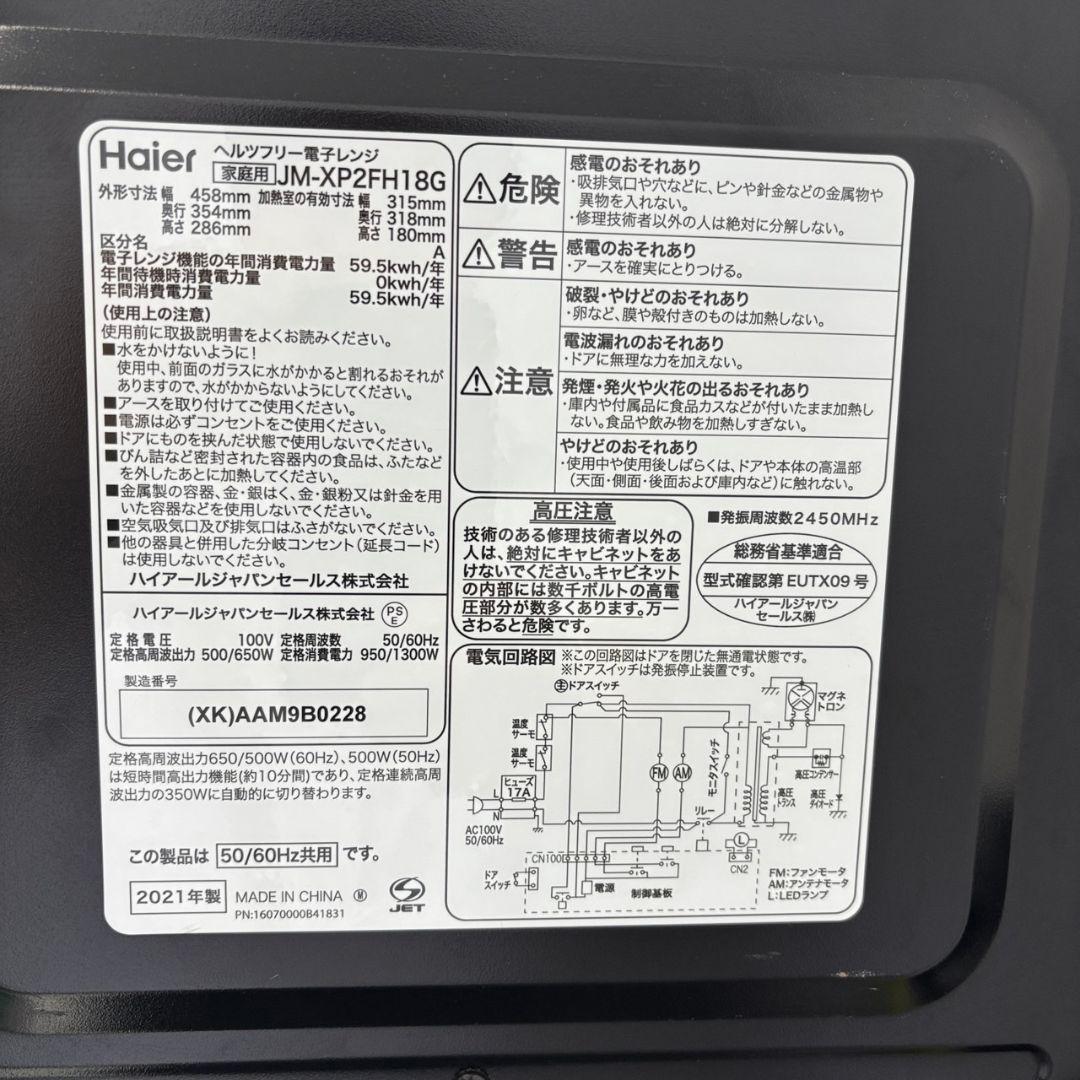 Haier ヘルツフリー電子レンジ
家庭用 JM-XP2FH18G
外形寸法 幅 458mm 加熱室の有効寸法 幅 315mm
奥行 354mm 奥行 318mm
高さ 286mm 高さ 180mm
区分名 A
電子レンジ機能の年間消費電力量 59.5kwh/年
年間待機時消費電力量 0kwh/年
年間消費電力量 59.5kwh/年
(使用上の注意)
使用前に取扱説明書をよくお読みください。
■水をかけないように!
使用中、前面のガラスに水がかかると割れるおそれが
ありますので、水がかからないようにしてください。
■アースを取り付けてご使用ください。
■電源は必ずコンセントをご使用ください。
■ドアにものを挟んだ状態で使用しないでください。
■びん詰など密封された容器内の食品は、ふたなど
を外したあとに加熱してください。
■金属製の容器、金・銀はく、金・銀粉又は針金を用
いた容器などを使用しないでください。
■空気吸気口及び排気口はふさがないでください。
■他の器具と併用した分岐コンセント(延長コード)
は使用しないでください。
ハイアールジャパンセールス株式会社
ハイアールジャパンセールス株式会社 PSE
定格電圧 100V 定格周波数 50/60Hz
定格高周波出力 500/650W 定格消費電力 950/1300W
製造番号
(XK)AAM9B0228
定格高周波出力650/500W(60Hz)、500W(50Hz)
は短時間高出力機能(約10分間)であり、定格連続高周
波出力の350Wに自動的に切り替わります。
この製品は 50/60Hz共用 です。
2021年製 MADE IN CHINA Ⓜ
PN:16070000B41831
JET
危険
感電のおそれあり
・吸排気口や穴などに、ピンや針金などの金属物や
異物を入れない。
・修理技術者以外の人は絶対に分解しない。
警告
感電のおそれあり
・アースを確実にとりつける。
注意
破裂・やけどのおそれあり
・卵など、膜や殻付きのものは加熱しない。
電波漏れのおそれあり
・ドアに無理な力を加えない。
発煙・発火や火花の出るおそれあり
・庫内や付属品に食品カスなどが付いたまま加熱し
ない。食品や飲み物を加熱しすぎない。
やけどのおそれあり
・使用中や使用後しばらくは、ドアや本体の高温部
(天面・側面・後面および庫内など)に触れない。
高圧注意
技術のある修理技術者以外の
人は、絶対にキャビネットをあ
けないでください。キャビネット
の内部には数千ボルトの高電
圧部分が数多くあります。万一
さわると危険です。
■発振周波数2450MHz
総務省基準適合
型式確認第EUTX09号
ハイアールジャパン
セールス㈱
電気回路図 ※この回路図はドアを閉じた無通電状態です。
※ドアスイッチは発振停止装置です。
主ドアスイッチ
マグネ
トロン
温度
サーモ
温度
サーモ
モニタスイッチ
高圧コンデンサー
FM AM
ヒューズ
17A
高圧
トランス
高圧
ダイオード
L
N
AC100V
50/60Hz
リレー
L
CN100
CN2
ドア
スイッチ
電源
制御基板
FM:ファンモータ
AM:アンテナモータ
L:LEDランプ